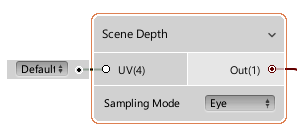 Scene Depth
Default UV(4) Out(1)
Sampling Mode Eye